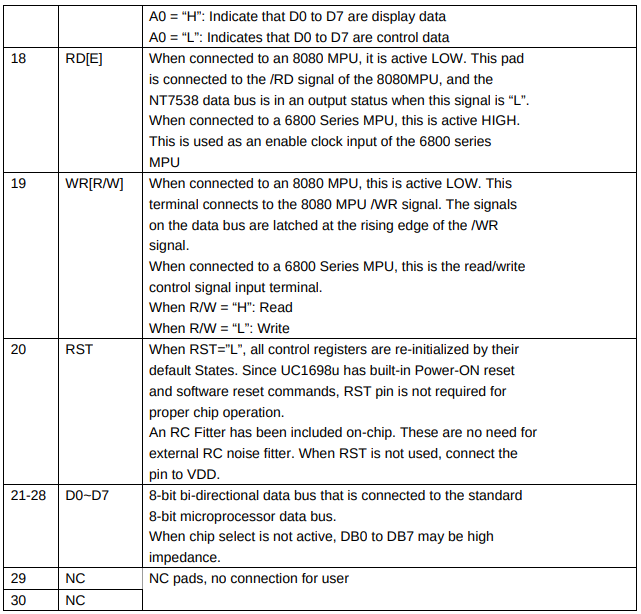 A0 = “H”: Indicate that D0 to D7 are display data
A0 = “L”: Indicates that D0 to D7 are control data
18 RD[E] When connected to an 8080 MPU, it is active LOW. This pad
is connected to the /RD signal of the 8080MPU, and the
NT7538 data bus is in an output status when this signal is “L”.
When connected to a 6800 Series MPU, this is active HIGH.
This is used as an enable clock input of the 6800 series
MPU
19 WR[R/W] When connected to an 8080 MPU, this is active LOW. This
terminal connects to the 8080 MPU /WR signal. The signals
on the data bus are latched at the rising edge of the /WR
signal.
When connected to a 6800 Series MPU, this is the read/write
control signal input terminal.
When R/W = “H”: Read
When R/W = “L”: Write
20 RST When RST=”L”, all control registers are re-initialized by their
default States. Since UC1698u has built-in Power-ON reset
and software reset commands, RST pin is not required for
proper chip operation.
An RC Fitter has been included on-chip. These are no need for
external RC noise fitter. When RST is not used, connect the
pin to VDD.
21-28 D0~D7 8-bit bi-directional data bus that is connected to the standard
8-bit microprocessor data bus.
When chip select is not active, DB0 to DB7 may be high
impedance.
29 NC NC pads, no connection for user
30 NC